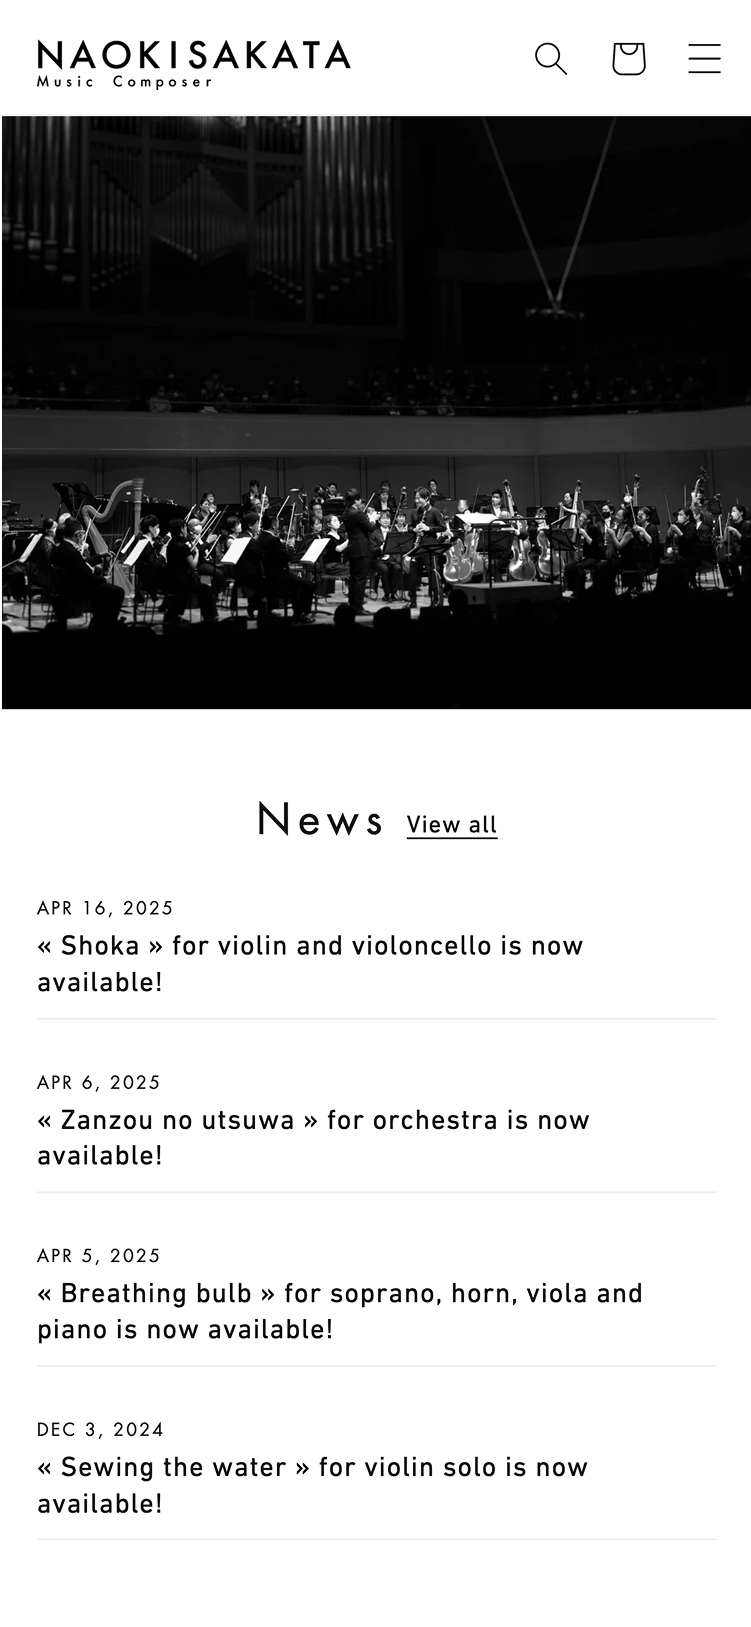 NAOKI SAKATA
Music Composer
News View all
APR 16, 2025
« Shoka » for violin and violoncello is now
available!
APR 6, 2025
« Zanzou no utsuwa » for orchestra is now
available!
APR 5, 2025
« Breathing bulb » for soprano, horn, viola and
piano is now available!
DEC 3, 2024
« Sewing the water » for violin solo is now
available!